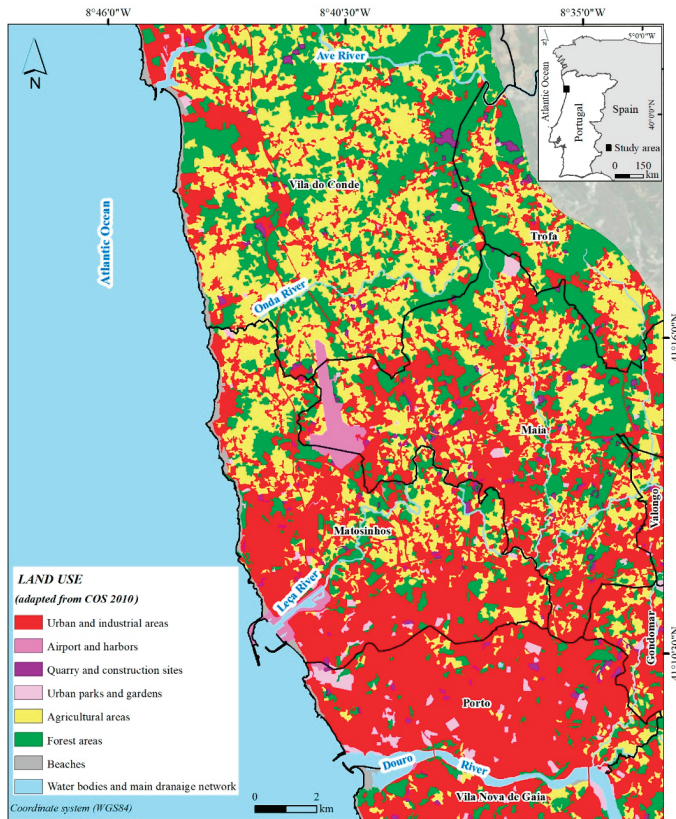 8°46'0"W
8°40'30"W
8°35'0"W
N
Ave River
Atlantic Ocean
N
5°0'0"W
Portugal
Spain
40°0'0"N
Study area
0 150
km
Vila do Conde
Trofa
Atlantic Ocean
Onda River
41°16'0"N
Maia
Valongo
Matosinhos
Leça River
Gondomar
41°10'30"N
Porto
Douro
River
Vila Nova de Gaia
LAND USE
(adapted from COS 2010)
Urban and industrial areas
Airport and harbors
Quarry and construction sites
Urban parks and gardens
Agricultural areas
Forest areas
Beaches
Water bodies and main dranaige network
Coordinate system (WGS84)
0 2
km